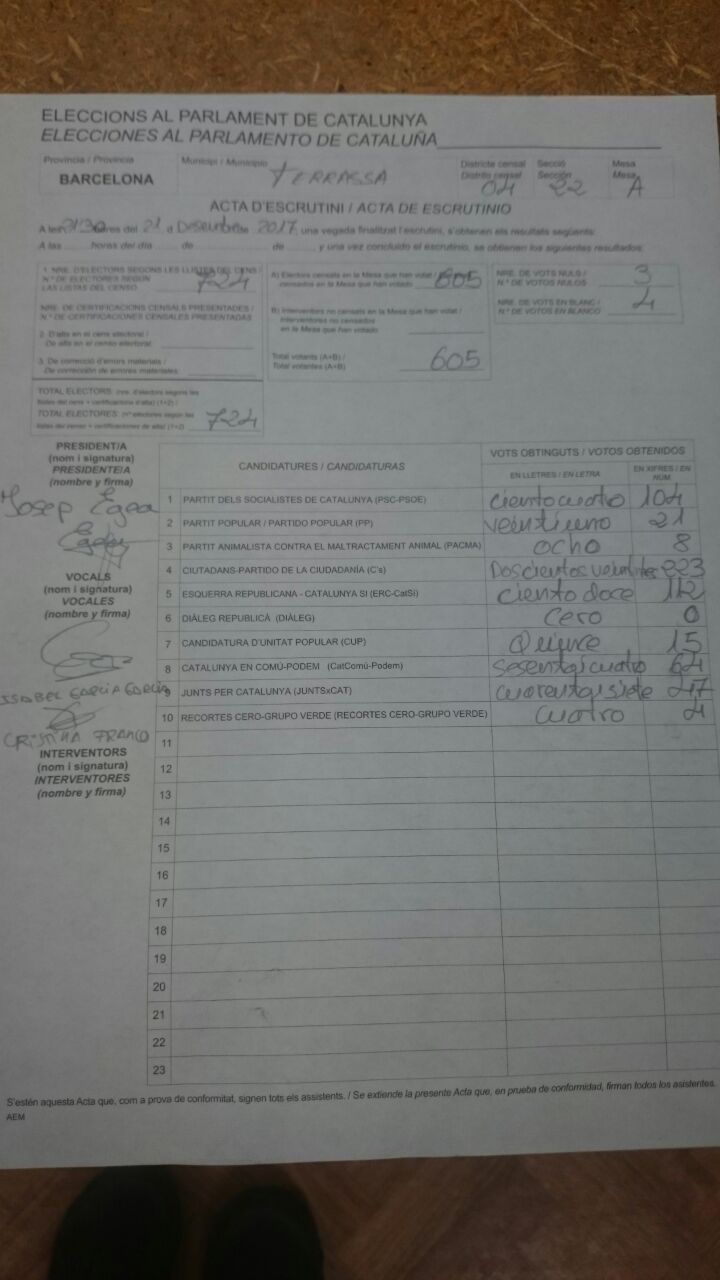 ELECCIONS AL PARLAMENT DE CATALUNYA
ELECCIONES AL PARLAMENTO DE CATALUÑA
Província / Provincia
BARCELONA
Municipi / Municipio
TERRASSA
Districte censal
Distrito censal
04
Secció
Sección
22
Mesa
Mesa
A
ACTA D'ESCRUTINI / ACTA DE ESCRUTINIO
A les 21'30 hores del 21 d Desembre de 2017, una vegada finalitzat l'escrutini, s'obtenen els resultats següents:
A las hores del día de de y una vez concluido el escrutinio, se obtienen los siguientes resultados:
1. NRE. D'ELECTORS SEGONS LES LLISTES DEL CENS /
N.º DE ELECTORES SEGÚN
LAS LISTAS DEL CENSO
724
NRE. DE CERTIFICACIONS CENSALS PRESENTADES /
N.º DE CERTIFICACIONES CENSALES PRESENTADAS
2. D'alta en el cens electoral /
De alta en el censo electoral
3. De correcció d'errors materials /
De corrección de errores materiales
TOTAL ELECTORS: (nre. d'electors segons les
llistes del cens + certificacions d'alta) (1+2) /
TOTAL ELECTORES: (nº electores según las
listas del censo + certificaciones de alta) (1+2)
724
A) Electors censats en la Mesa que han votat /
censados en la Mesa que han votado
605
B) Interventors no censats en la Mesa que han votat /
Interventores no censados
en la Mesa que han votado
Total votants (A+B) /
Total votantes (A+B)
605
NRE. DE VOTS NULS /
N.º DE VOTOS NULOS
3
NRE. DE VOTS EN BLANC /
N.º DE VOTOS EN BLANCO
4
PRESIDENT/A
(nom i signatura)
PRESIDENTE/A
(nombre y firma)
Josep Egea
VOCALS
(nom i signatura)
VOCALES
(nombre y firma)
ISABEL GARCIA GARCIA
CRISTINA FRANCO
INTERVENTORS
(nom i signatura)
INTERVENTORES
(nombre y firma)
CANDIDATURES / CANDIDATURAS
VOTS OBTINGUTS / VOTOS OBTENIDOS
EN LLETRES / EN LETRA
EN XIFRES / EN NÚM.
1 PARTIT DELS SOCIALISTES DE CATALUNYA (PSC-PSOE) cientocuatro 104
2 PARTIT POPULAR / PARTIDO POPULAR (PP) veintiuno 21
3 PARTIT ANIMALISTA CONTRA EL MALTRACTAMENT ANIMAL (PACMA) ocho 8
4 CIUTADANS-PARTIDO DE LA CIUDADANÍA (C's) Doscientos veintitres 223
5 ESQUERRA REPUBLICANA - CATALUNYA SI (ERC-CatSí) ciento doce 112
6 DIÀLEG REPUBLICÀ (DIÀLEG) Cero 0
7 CANDIDATURA D'UNITAT POPULAR (CUP) Quince 15
8 CATALUNYA EN COMÚ-PODEM (CatComú-Podem) sesentaicuatro 64
9 JUNTS PER CATALUNYA (JUNTSxCAT) cuarentaisiete 47
10 RECORTES CERO-GRUPO VERDE (RECORTES CERO-GRUPO VERDE) Cuatro 4
11
12
13
14
15
16
17
18
19
20
21
22
23
S'estén aquesta Acta que, com a prova de conformitat, signen tots els assistents. / Se extiende la presente Acta que, en prueba de conformidad, firman todos los asistentes.
AEM